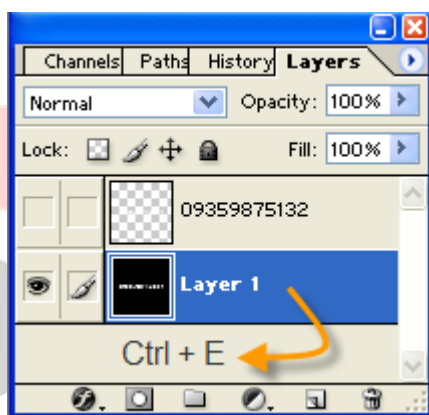 Channels Paths History Layers
Normal Opacity: 100%
Lock: Fill: 100%
09359875132
Layer 1
Ctrl + E